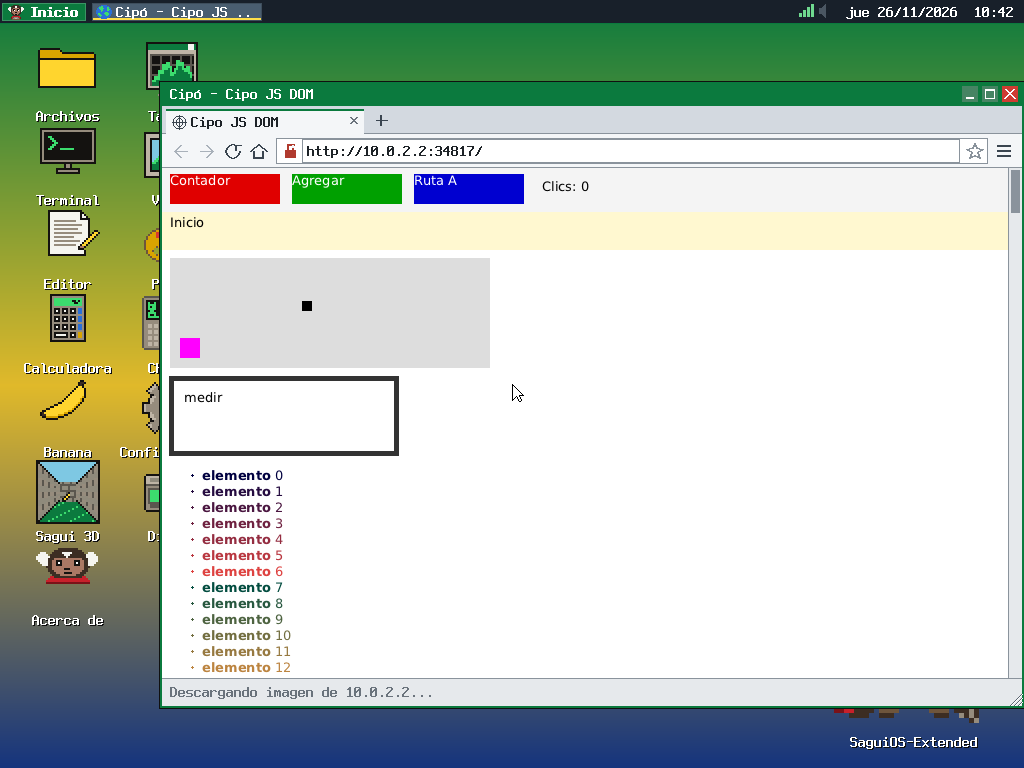 Inicio
Cipó - Cipo JS ..
jue 26/11/2026 10:42
Archivos
Terminal
Editor
Calculadora
Banana
Sagui 3D
Acerca de
Cipó - Cipo JS DOM
Cipo JS DOM
http://10.0.2.2:34817/
Contador
Agregar
Ruta A
Clics: 0
Inicio
medir
elemento 0
elemento 1
elemento 2
elemento 3
elemento 4
elemento 5
elemento 6
elemento 7
elemento 8
elemento 9
elemento 10
elemento 11
elemento 12
Descargando imagen de 10.0.2.2...
SaguiOS-Extended